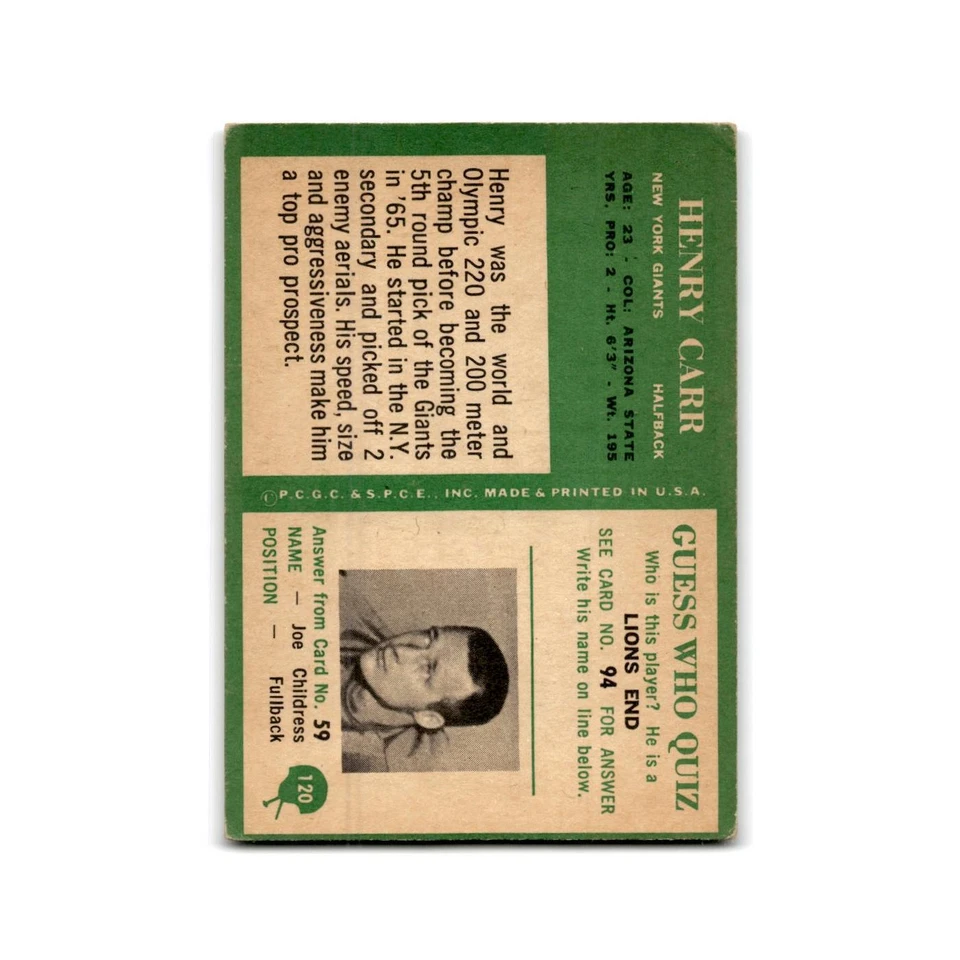 HENRY CARR
NEW YORK GIANTS HALFBACK
AGE: 23 - COL: ARIZONA STATE
YRS. PRO: 2 - Ht. 6'3" - Wt. 195
Henry was the world and
Olympic 220 and 200 meter
champ before becoming the
5th round pick of the Giants
in '65. He started in the N.Y.
secondary and picked off 2
enemy aerials. His speed, size
and aggressiveness make him
a top pro prospect.
©P.C.G.C. & S.P.C.E., INC. MADE & PRINTED IN U.S.A.
GUESS WHO QUIZ
Who is this player? He is a
LIONS END
SEE CARD NO. 94 FOR ANSWER
Write his name on line below.
Answer from Card No. 59
NAME — Joe Childress
POSITION — Fullback
120